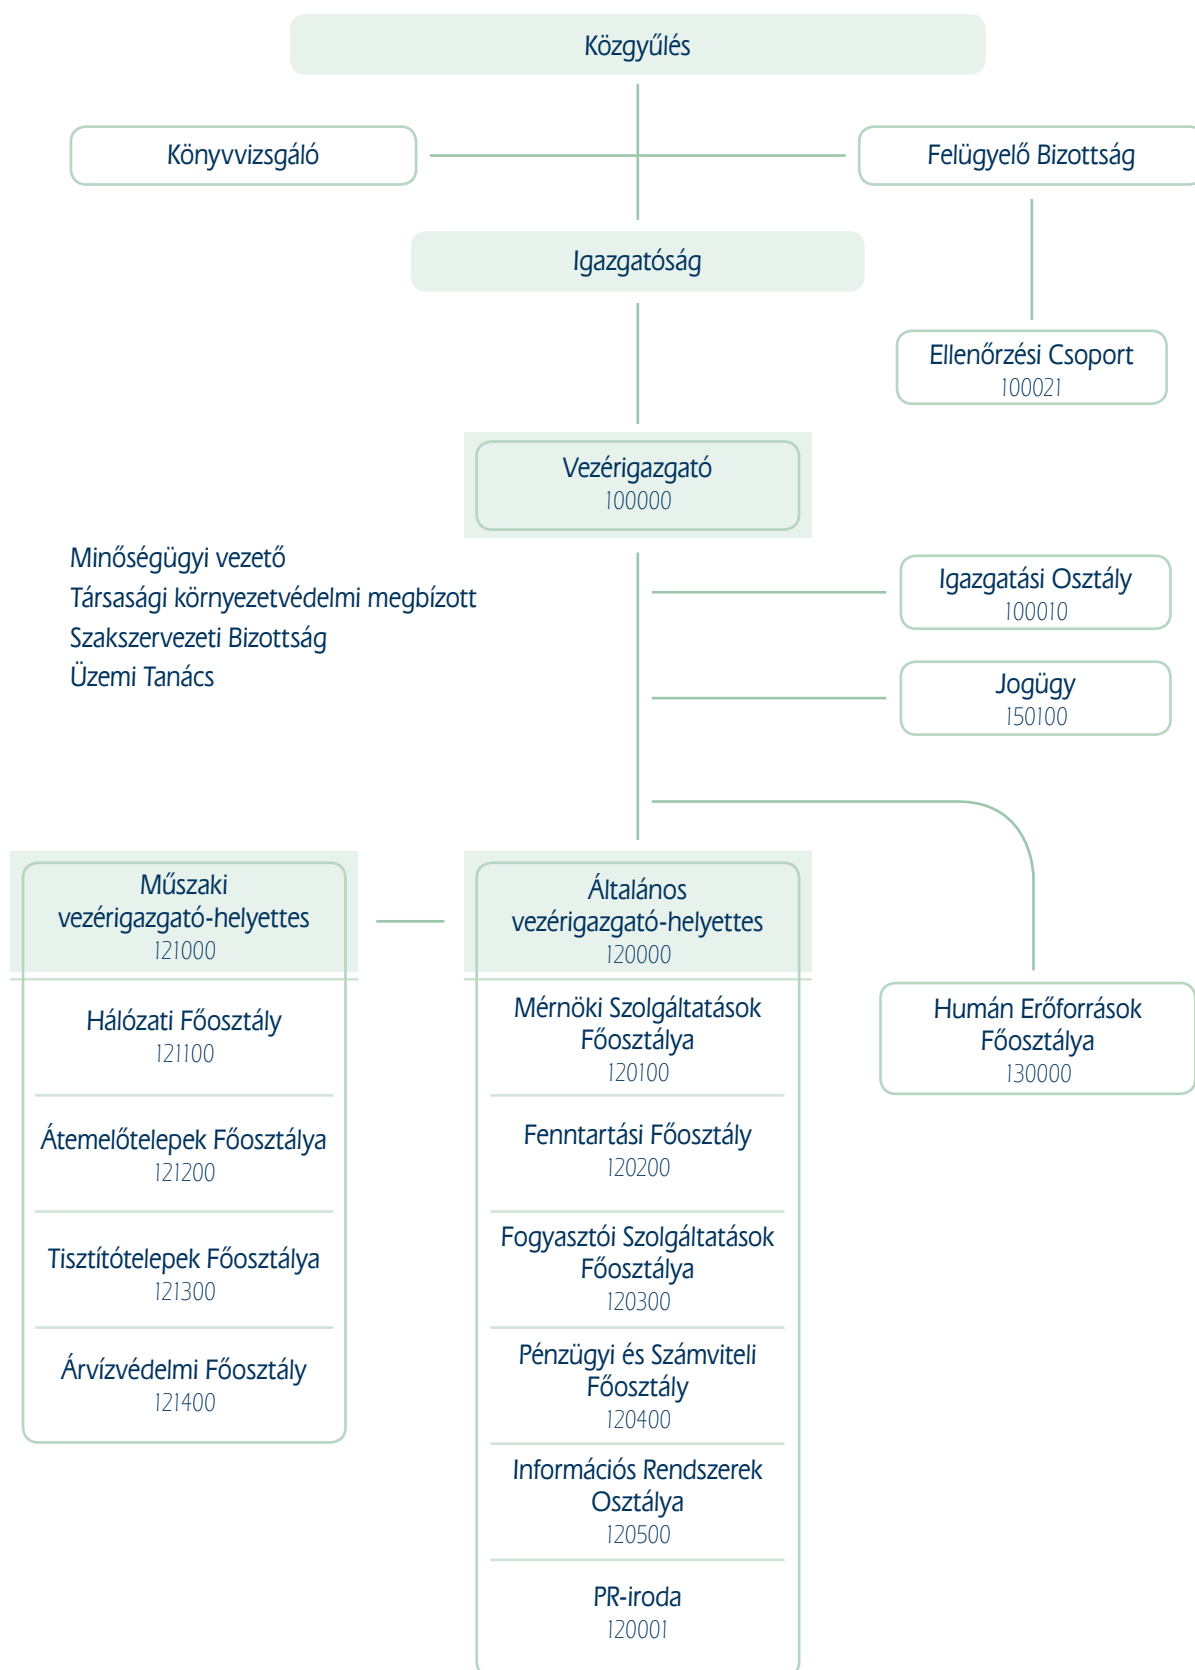 Közgyűlés
Könyvvizsgáló
Felügyelő Bizottság
Igazgatóság
Ellenőrzési Csoport
100021
Vezérigazgató
100000
Minőségügyi vezető
Társasági környezetvédelmi megbízott
Szakszervezeti Bizottság
Üzemi Tanács
Igazgatási Osztály
100010
Jogügy
150100
Műszaki
vezérigazgató-helyettes
121000
Hálózati Főosztály
121100
Átemelőtelepek Főosztálya
121200
Tisztítótelepek Főosztálya
121300
Árvízvédelmi Főosztály
121400
Általános
vezérigazgató-helyettes
120000
Mérnöki Szolgáltatások
Főosztálya
120100
Fenntartási Főosztály
120200
Fogyasztói Szolgáltatások
Főosztálya
120300
Pénzügyi és Számviteli
Főosztály
120400
Információs Rendszerek
Osztálya
120500
PR-iroda
120001
Humán Erőforrások
Főosztálya
130000